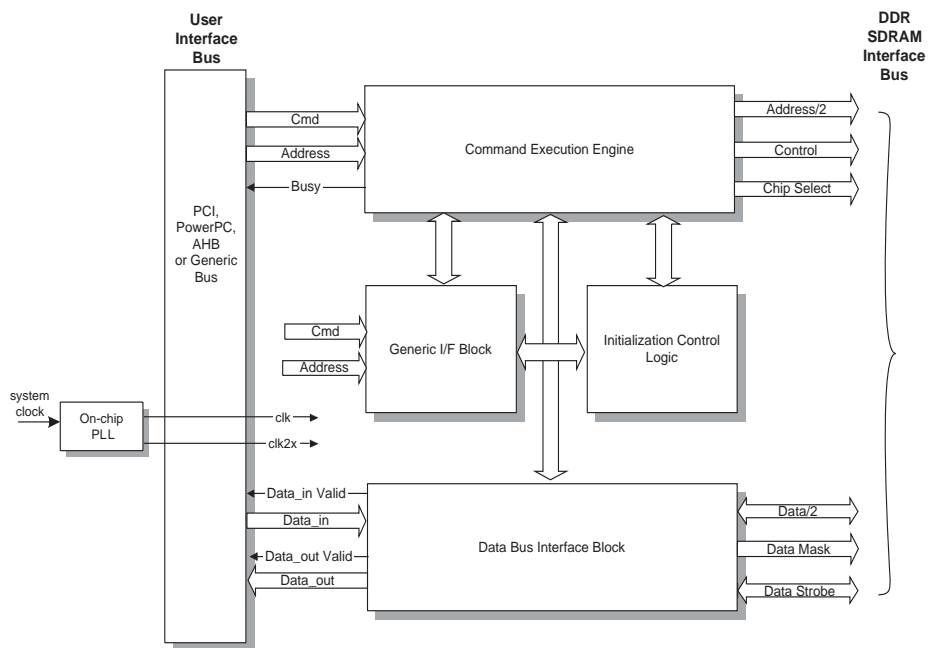 User
Interface
Bus
DDR
SDRAM
Interface
Bus
Cmd
Address
Busy
Command Execution Engine
Address/2
Control
Chip Select
PCI,
PowerPC,
AHB
or Generic
Bus
Cmd
Address
Generic I/F Block
Initialization Control
Logic
system
clock
On-chip
PLL
clk
clk2x
Data_in Valid
Data_in
Data_out Valid
Data_out
Data Bus Interface Block
Data/2
Data Mask
Data Strobe